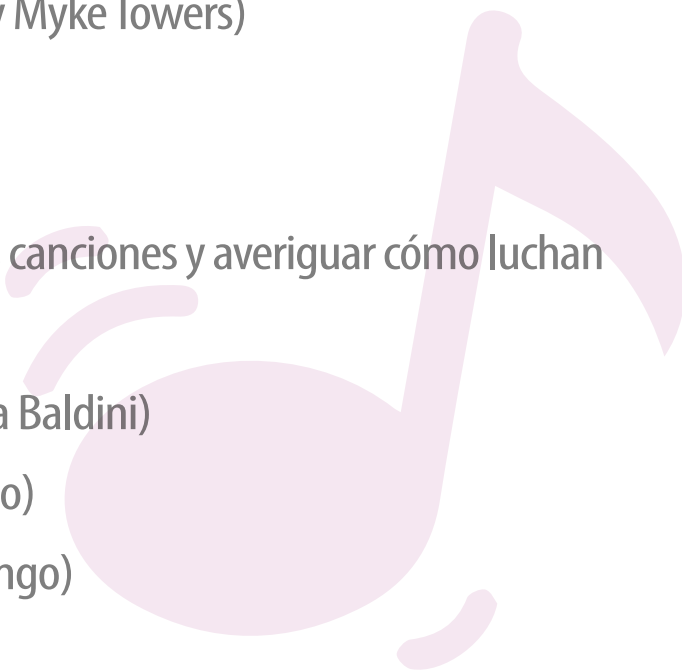 y Myke Towers)
canciones y averiguar cómo luchan
a Baldini)
o)
ngo)